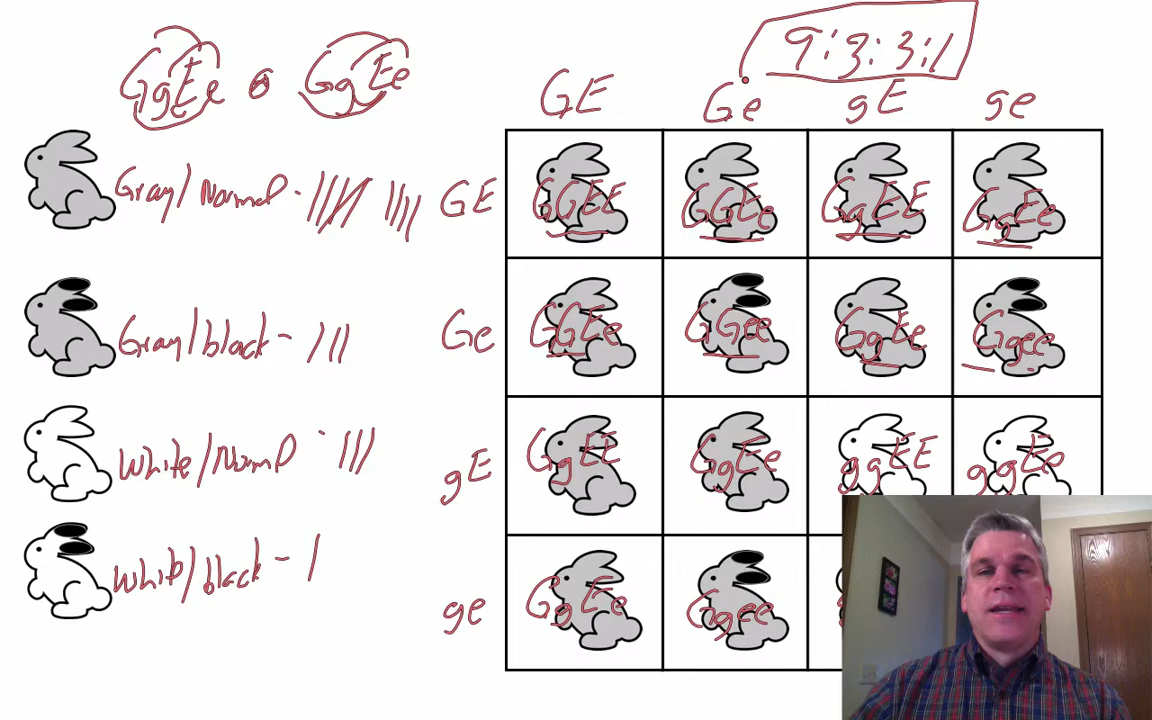 GgEe ⊗ GgEe
9:3:3:1
GE Ge gE ge
Gray/Normal - |||| ||||
GE GGEE GGEe GgEE GgEe
Gray/black - |||
Ge GGEe GGee GgEe Ggee
White/Normal - |||
gE GgEE GgEe ggEE ggEe
White/black - |
ge GgEe Ggee